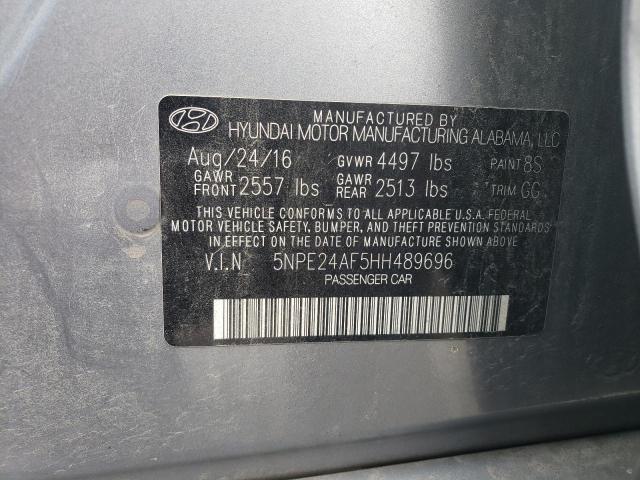 MANUFACTURED BY
HYUNDAI MOTOR MANUFACTURING ALABAMA, LLC
Aug/24/16 GVWR 4497 lbs PAINT 8S
GAWR FRONT 2557 lbs GAWR REAR 2513 lbs TRIM GG
THIS VEHICLE CONFORMS TO ALL APPLICABLE U.S.A. FEDERAL
MOTOR VEHICLE SAFETY, BUMPER, AND THEFT PREVENTION STANDARDS
IN EFFECT ON THE DATE OF MANUFACTURE SHOWN ABOVE
V.I.N 5NPE24AF5HH489696
PASSENGER CAR